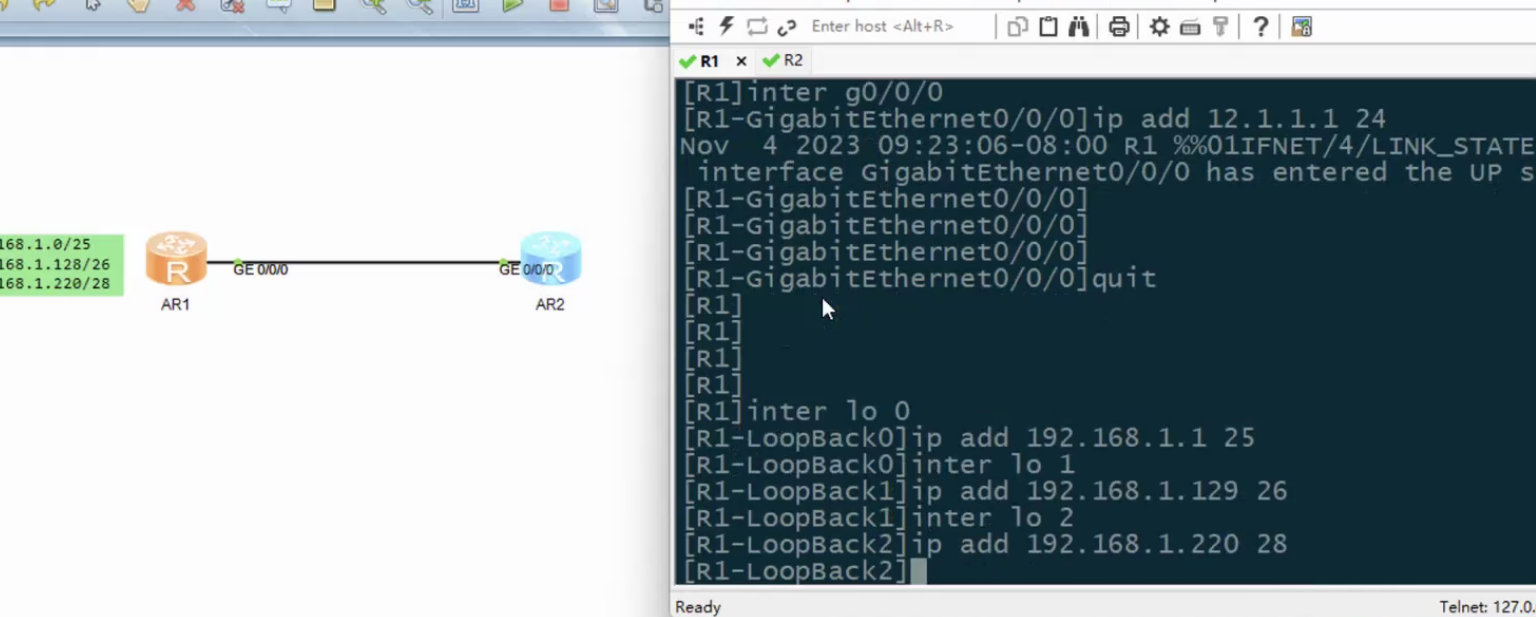 Enter host <Alt+R>
R1
R2
[R1]inter g0/0/0
[R1-GigabitEthernet0/0/0]ip add 12.1.1.1 24
Nov  4 2023 09:23:06-08:00 R1 %%01IFNET/4/LINK_STATE
interface GigabitEthernet0/0/0 has entered the UP s
[R1-GigabitEthernet0/0/0]
[R1-GigabitEthernet0/0/0]
[R1-GigabitEthernet0/0/0]
[R1-GigabitEthernet0/0/0]quit
[R1]
[R1]
[R1]
[R1]
[R1]inter lo 0
[R1-LoopBack0]ip add 192.168.1.1 25
[R1-LoopBack0]inter lo 1
[R1-LoopBack1]ip add 192.168.1.129 26
[R1-LoopBack1]inter lo 2
[R1-LoopBack2]ip add 192.168.1.220 28
[R1-LoopBack2]
Ready
Telnet: 127.0.
168.1.0/25
168.1.128/26
168.1.220/28
R
GE 0/0/0
GE 0/0/0
R
AR1
AR2